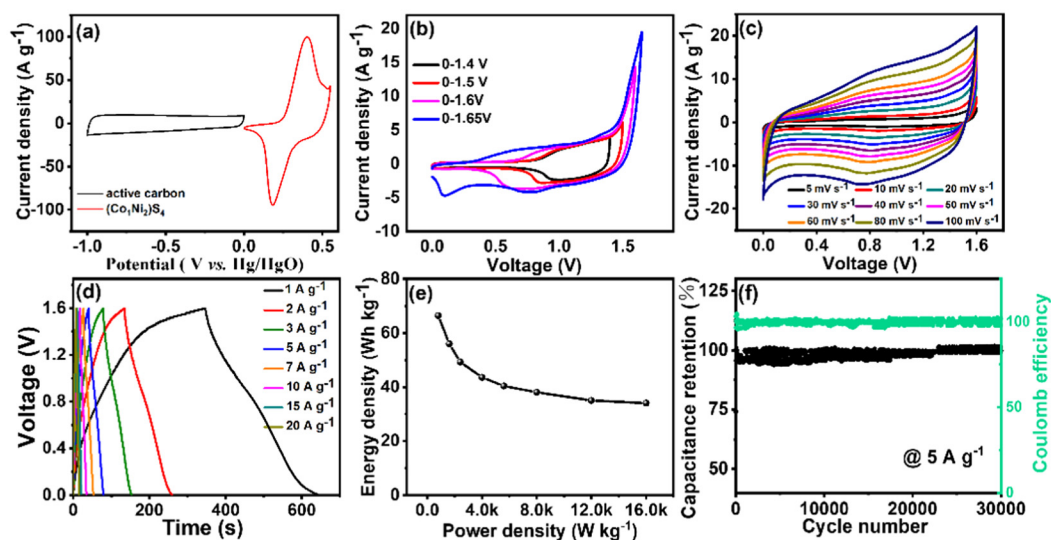 (a)
Current density (A g⁻¹)
100
50
0
-50
-100
active carbon
(Co₁Ni₂)S₄
-1.0
-0.5
0.0
0.5
Potential ( V vs. Hg/HgO)
(b)
Current density (A g⁻¹)
20
15
10
5
0
-5
-10
0-1.4 V
0-1.5 V
0-1.6V
0-1.65V
0.0
0.5
1.0
1.5
Voltage (V)
(c)
Current density (A g⁻¹)
20
10
0
-10
-20
5 mV s⁻¹ 10 mV s⁻¹ 20 mV s⁻¹
30 mV s⁻¹ 40 mV s⁻¹ 50 mV s⁻¹
60 mV s⁻¹ 80 mV s⁻¹ 100 mV s⁻¹
0.0
0.4
0.8
1.2
1.6
Voltage (V)
(d)
Voltage (V)
1.6
1.2
0.8
0.4
0.0
1 A g⁻¹
2 A g⁻¹
3 A g⁻¹
5 A g⁻¹
7 A g⁻¹
10 A g⁻¹
15 A g⁻¹
20 A g⁻¹
0
200
400
600
Time (s)
(e)
Energy density (Wh kg⁻¹)
80
60
40
20
0
0.0
4.0k
8.0k
12.0k
16.0k
Power density (W kg⁻¹)
(f)
Capacitance retention (%)
125
100
75
50
@ 5 A g⁻¹
0
10000
20000
30000
Cycle number
100
50
0
Coulomb efficiency